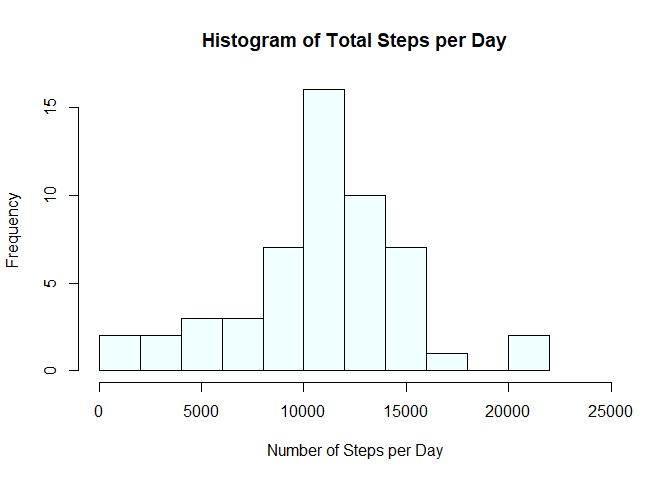 Histogram of Total Steps per Day
Frequency
15
10
5
0
0 5000 10000 15000 20000 25000
Number of Steps per Day